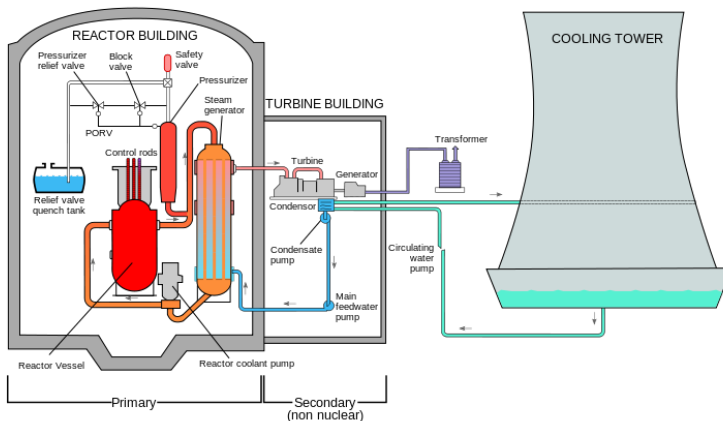 REACTOR BUILDING
COOLING TOWER
Pressurizer
relief valve
Block
valve
Safety
valve
Pressurizer
Steam
generator
TURBINE BUILDING
PORV
Control rods
Turbine
Generator
Transformer
Relief valve
quench tank
Condensor
Condensate
pump
Circulating
water
pump
Main
feedwater
pump
Reactor Vessel
Reactor coolant pump
Primary
Secondary
(non nuclear)